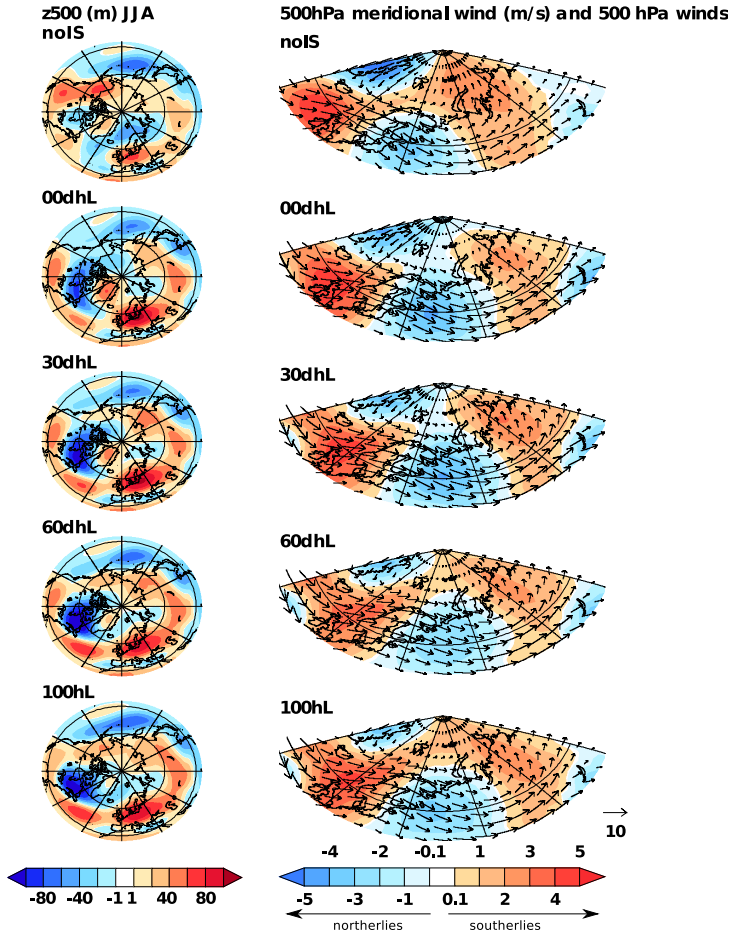 z500 (m) JJA
noIS
500hPa meridional wind (m/s) and 500 hPa winds
noIS
00dhL
00dhL
30dhL
30dhL
60dhL
60dhL
100hL
100hL
10
-80 -40 -1 1 40 80
-4 -2 -0.1 1 3 5
-5 -3 -1 0.1 2 4
northerlies southerlies